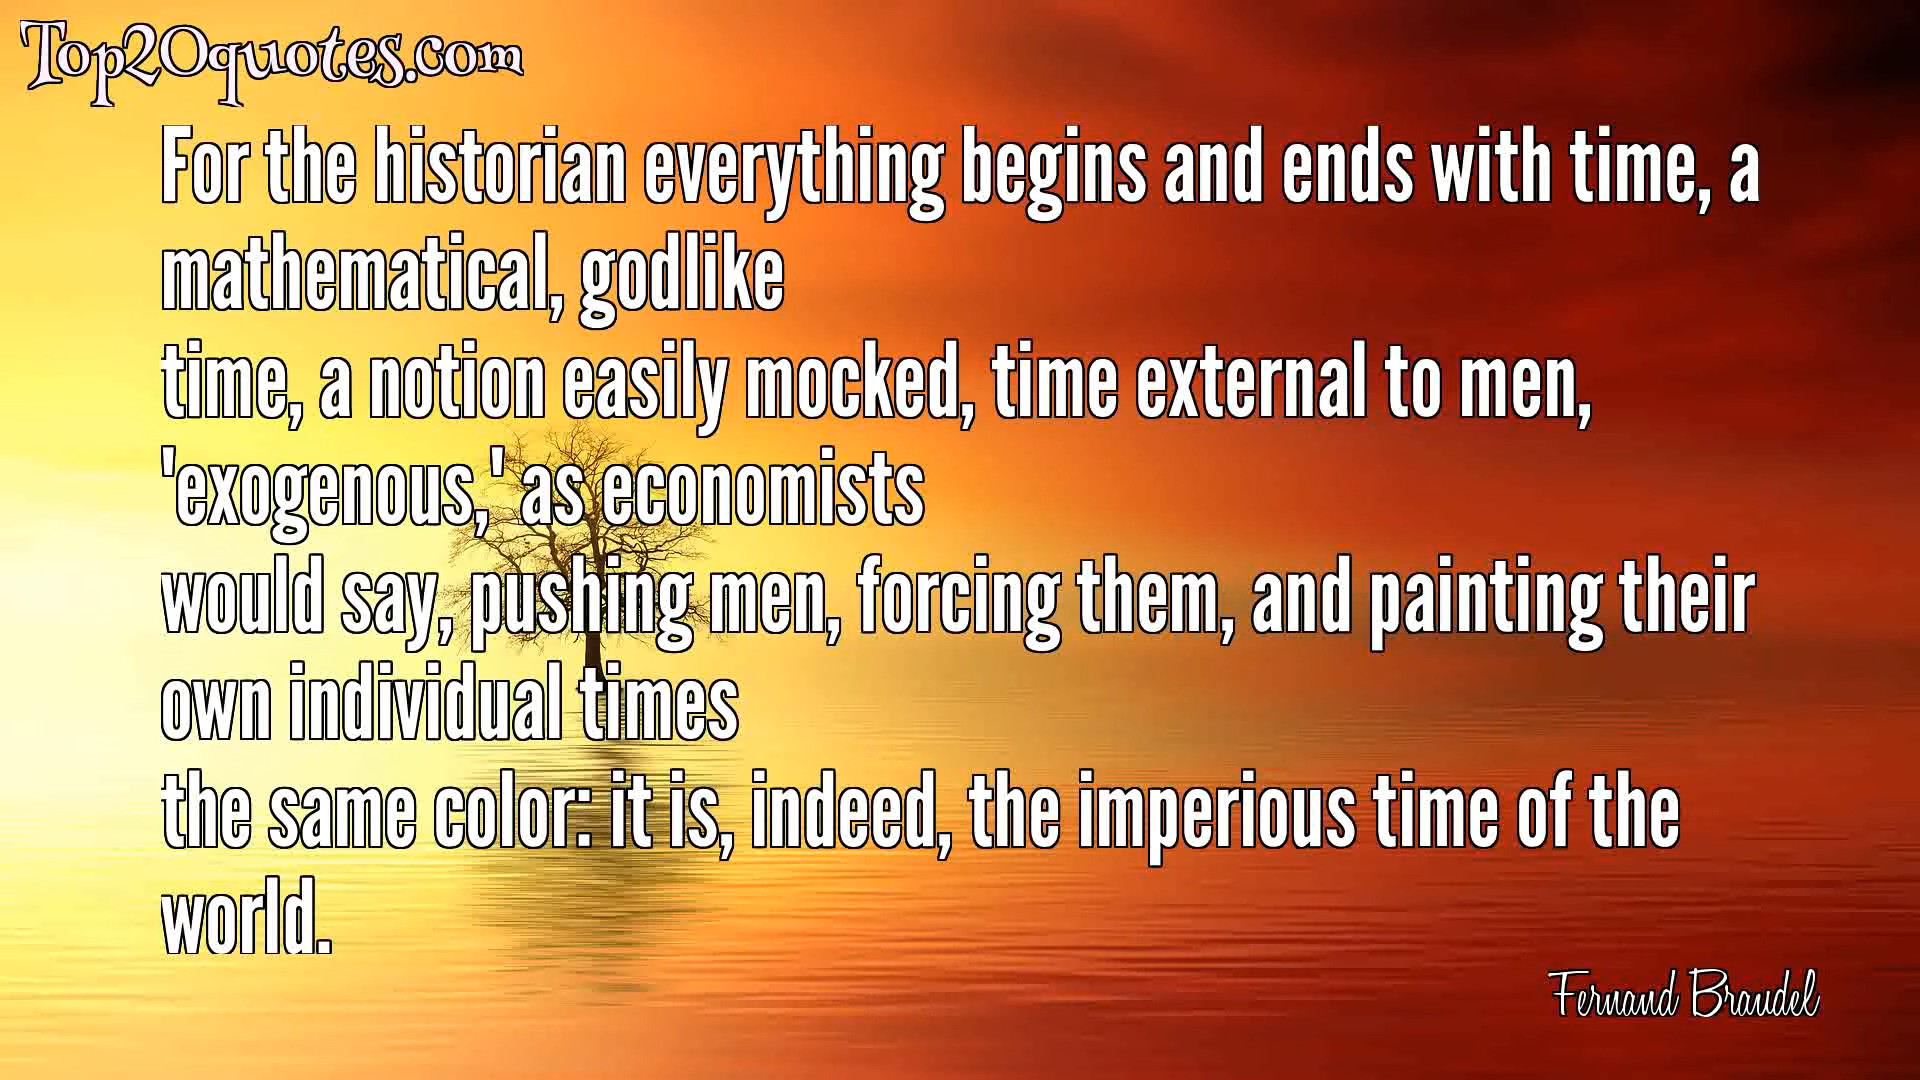 Top20quotes.com
For the historian everything begins and ends with time, a
mathematical, godlike
time, a notion easily mocked, time external to men,
'exogenous,' as economists
would say, pushing men, forcing them, and painting their
own individual times
the same color: it is, indeed, the imperious time of the
world.
Fernand Braudel